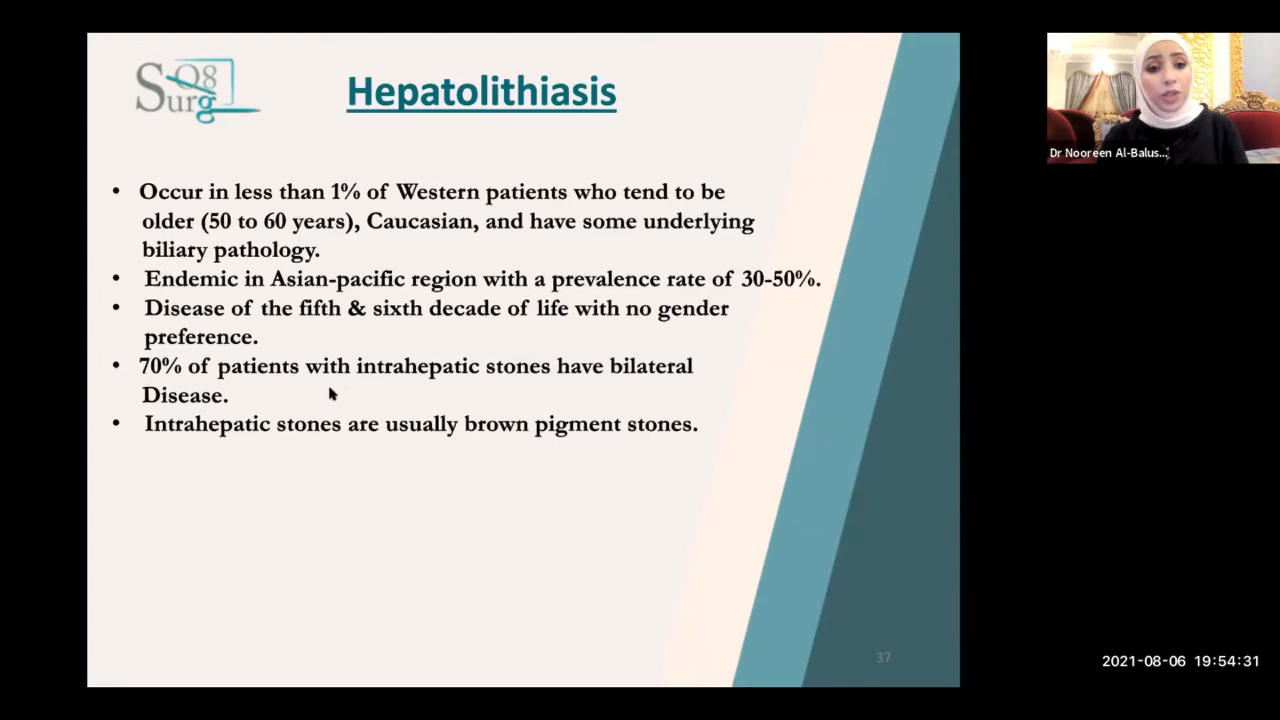 SQ8
Surg
Hepatolithiasis
• Occur in less than 1% of Western patients who tend to be
older (50 to 60 years), Caucasian, and have some underlying
biliary pathology.
• Endemic in Asian-pacific region with a prevalence rate of 30-50%.
• Disease of the fifth & sixth decade of life with no gender
preference.
• 70% of patients with intrahepatic stones have bilateral
Disease.
• Intrahepatic stones are usually brown pigment stones.
37
Dr Nooreen Al-Balus...
2021-08-06 19:54:31